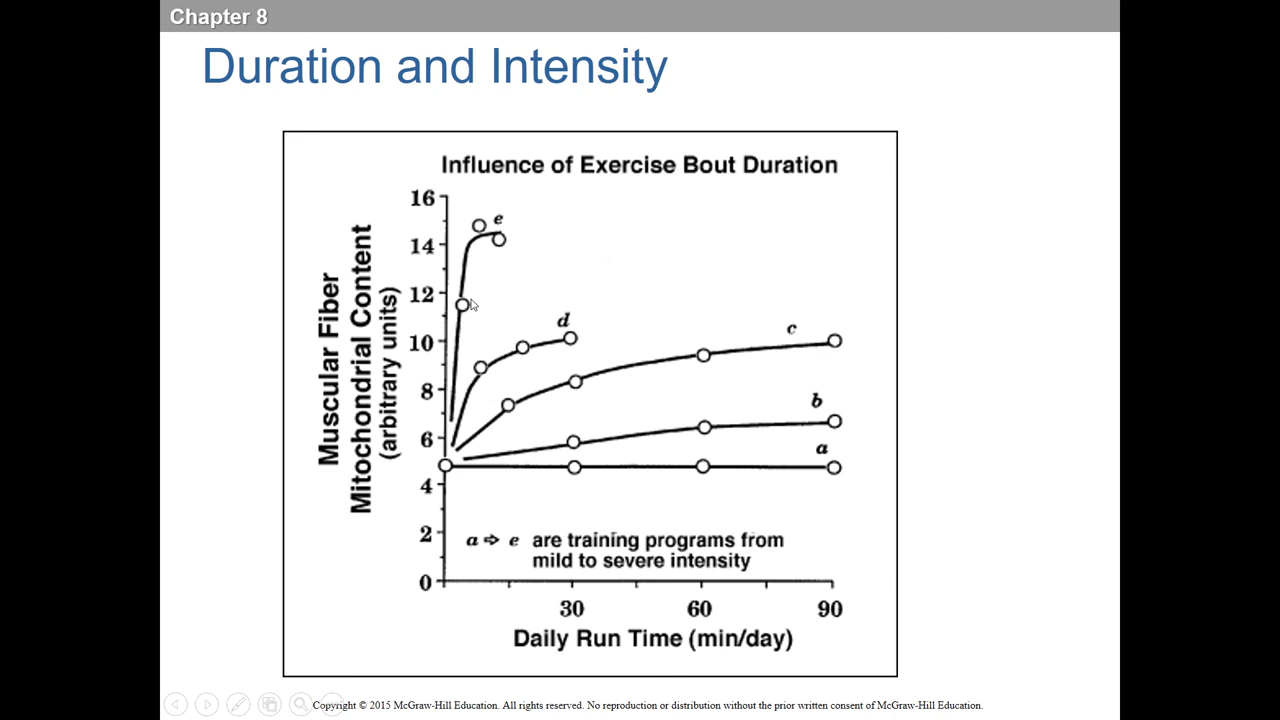 Chapter 8
Duration and Intensity
Influence of Exercise Bout Duration
Muscular Fiber
Mitochondrial Content
(arbitrary units)
16
14
12
10
8
6
4
2
0
e
d
c
b
a
a ⇨ e are training programs from
mild to severe intensity
30 60 90
Daily Run Time (min/day)
Copyright © 2015 McGraw-Hill Education. All rights reserved. No reproduction or distribution without the prior written consent of McGraw-Hill Education.